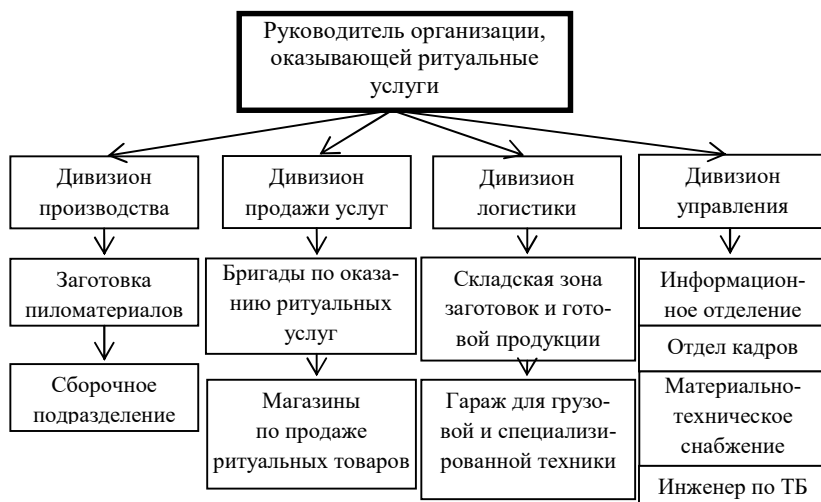 Руководитель организации,
оказывающей ритуальные
услуги
Дивизион
производства
Дивизион
продажи услуг
Дивизион
логистики
Дивизион
управления
Заготовка
пиломатериалов
Бригады по оказа-
нию ритуальных
услуг
Складская зона
заготовок и гото-
вой продукции
Информацион-
ное отделение
Отдел кадров
Сборочное
подразделение
Магазины
по продаже
ритуальных товаров
Гараж для грузо-
вой и специализи-
рованной техники
Материально-
техническое
снабжение
Инженер по ТБ